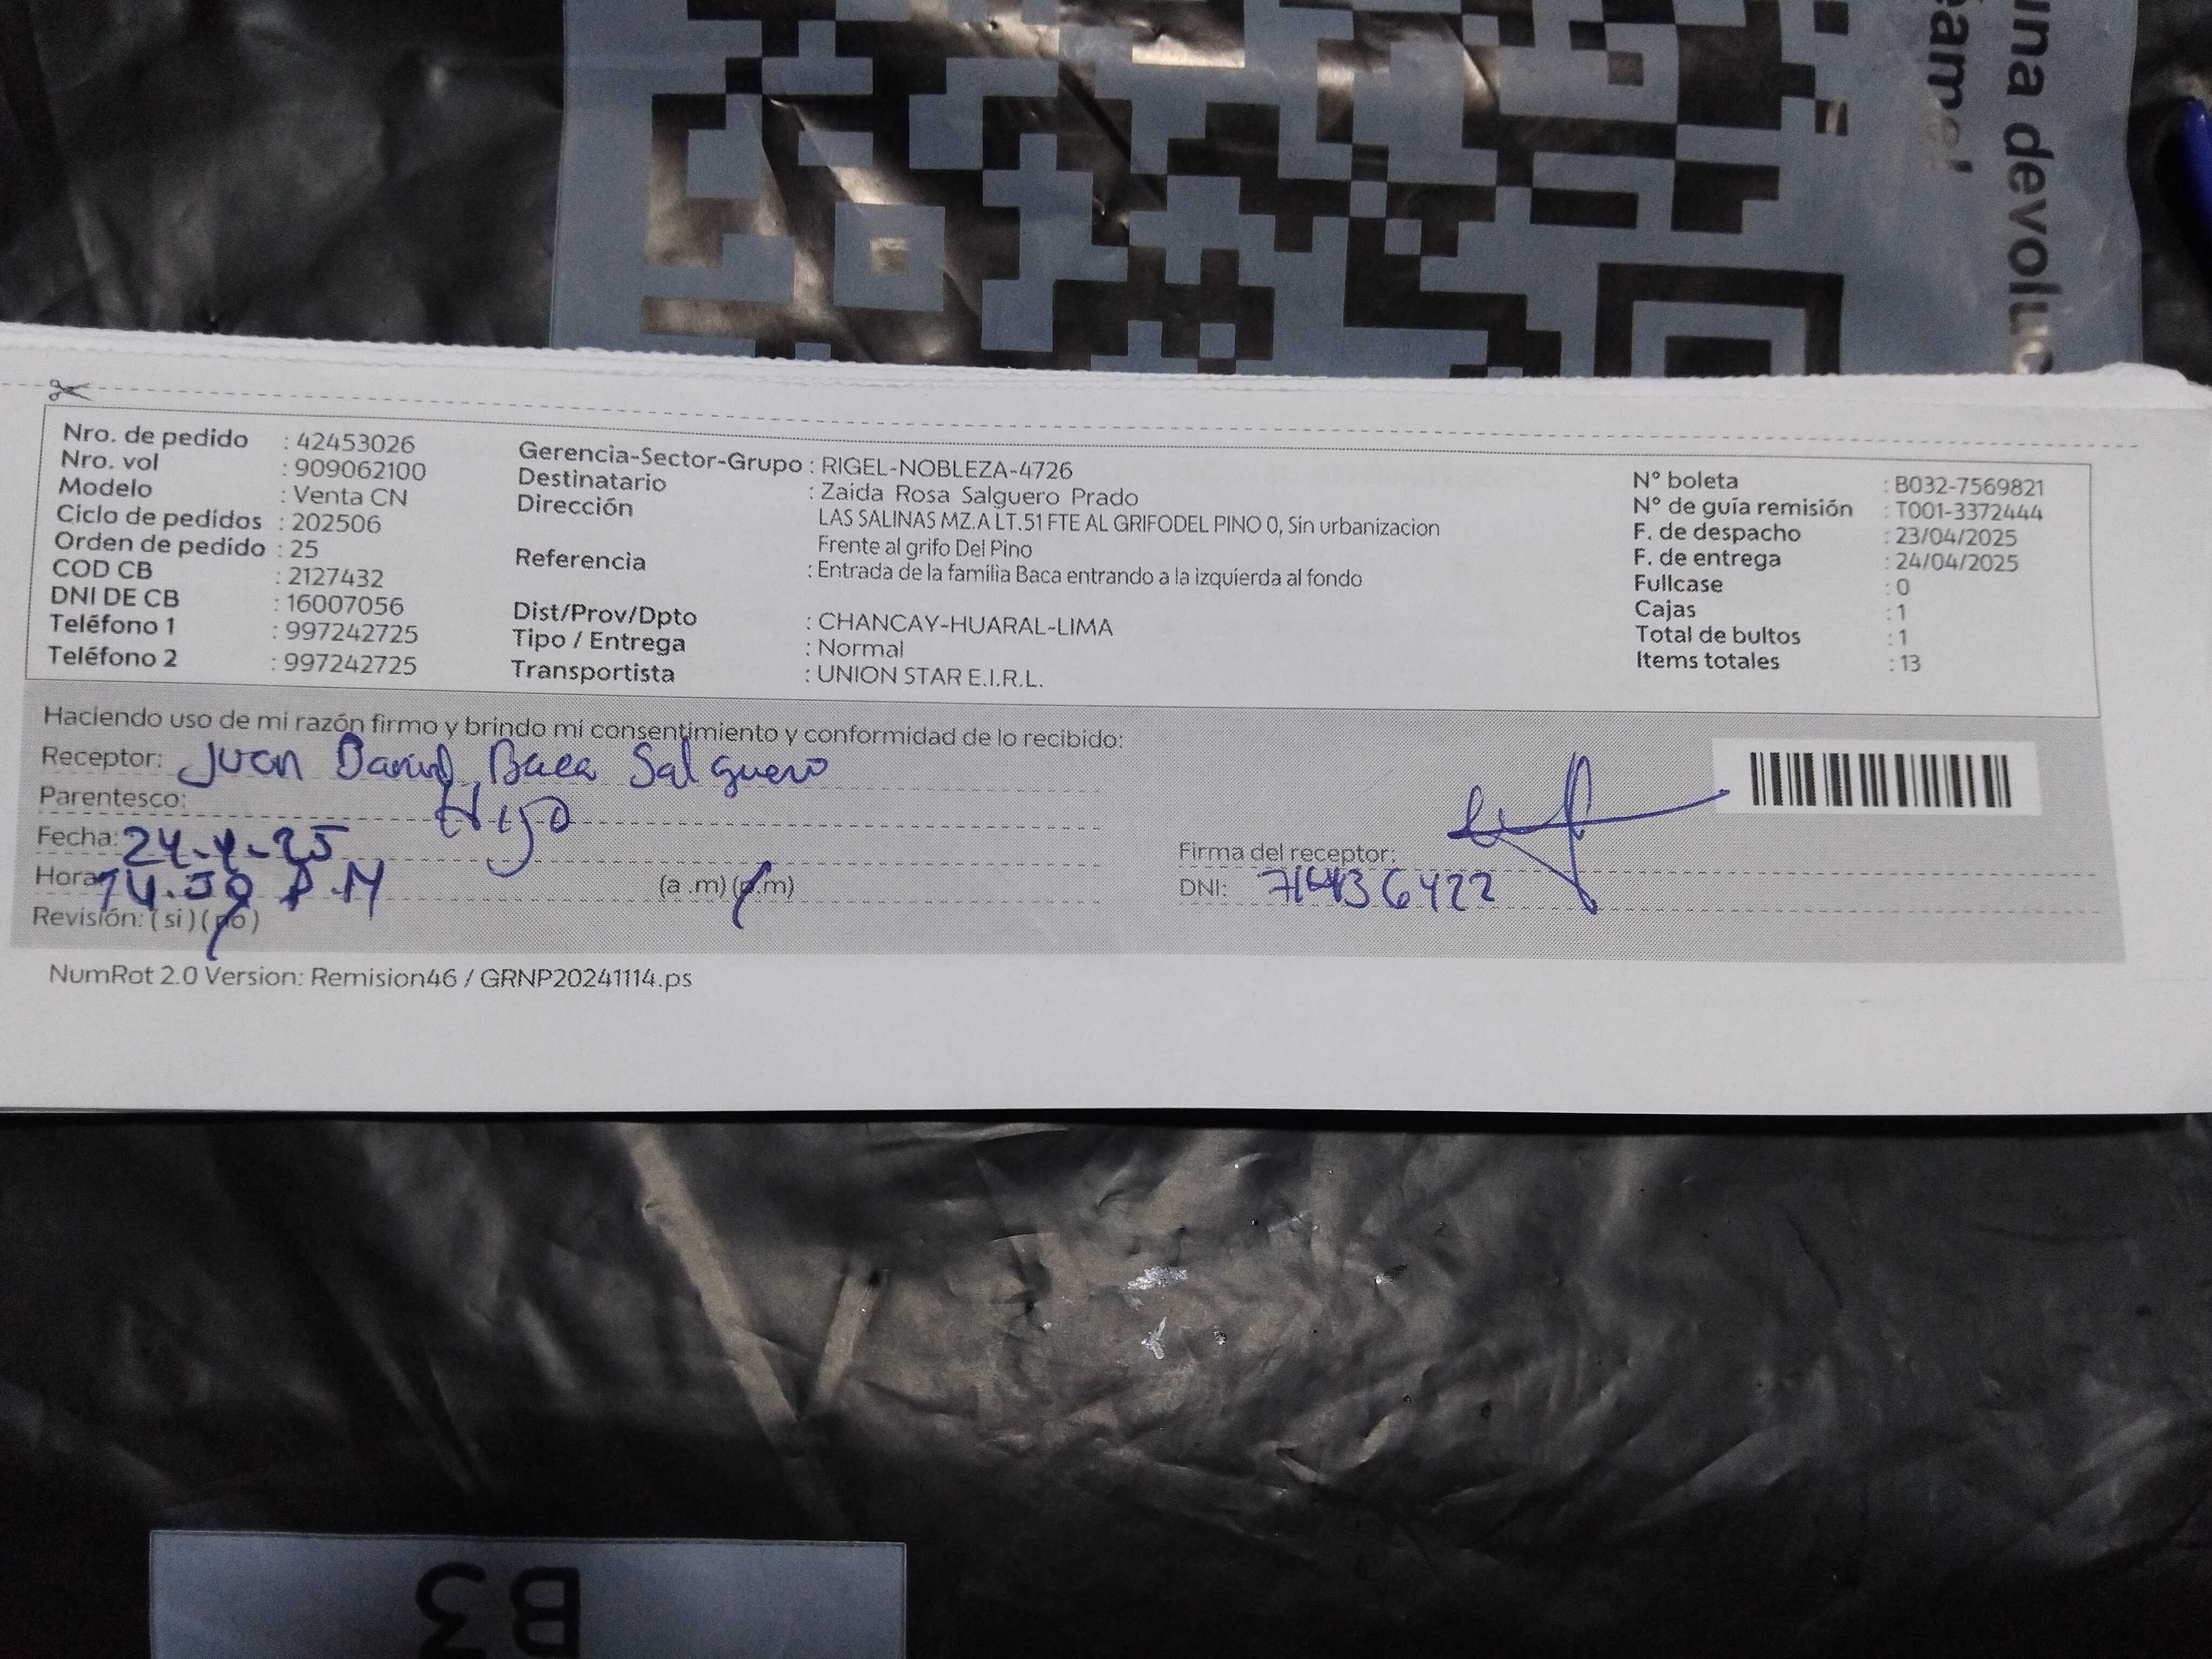 una devoluc
Nro. de pedido : 42453026
Nro. vol : 909062100
Modelo : Venta CN
Ciclo de pedidos : 202506
Orden de pedido : 25
COD CB : 2127432
DNI DE CB : 16007056
Teléfono 1 : 997242725
Teléfono 2 : 997242725
Gerencia-Sector-Grupo : RIGEL-NOBLEZA-4726
Destinatario : Zaida Rosa Salguero Prado
Dirección
LAS SALINAS MZ.A LT.51 FTE AL GRIFODEL PINO 0, Sin urbanizacion
Frente al grifo Del Pino
Referencia : Entrada de la familia Baca entrando a la izquierda al fondo
Dist/Prov/Dpto : CHANCAY-HUARAL-LIMA
Tipo / Entrega : Normal
Transportista : UNION STAR E.I.R.L.
N° boleta : B032-7569821
N° de guía remisión : T001-3372444
F. de despacho : 23/04/2025
F. de entrega : 24/04/2025
Fullcase : 0
Cajas : 1
Total de bultos : 1
Items totales : 13
Haciendo uso de mi razón firmo y brindo mi consentimiento y conformidad de lo recibido:
Receptor: Juan Daniel Baca Salguero
Parentesco: Hijo
Fecha: 24-4-25
Hora: P.M (a.m) (p.m)
Revisión: ( si ) ( no )
Firma del receptor:
DNI:
NumRot 2.0 Version: Remision46 / GRNP20241114.ps
B3